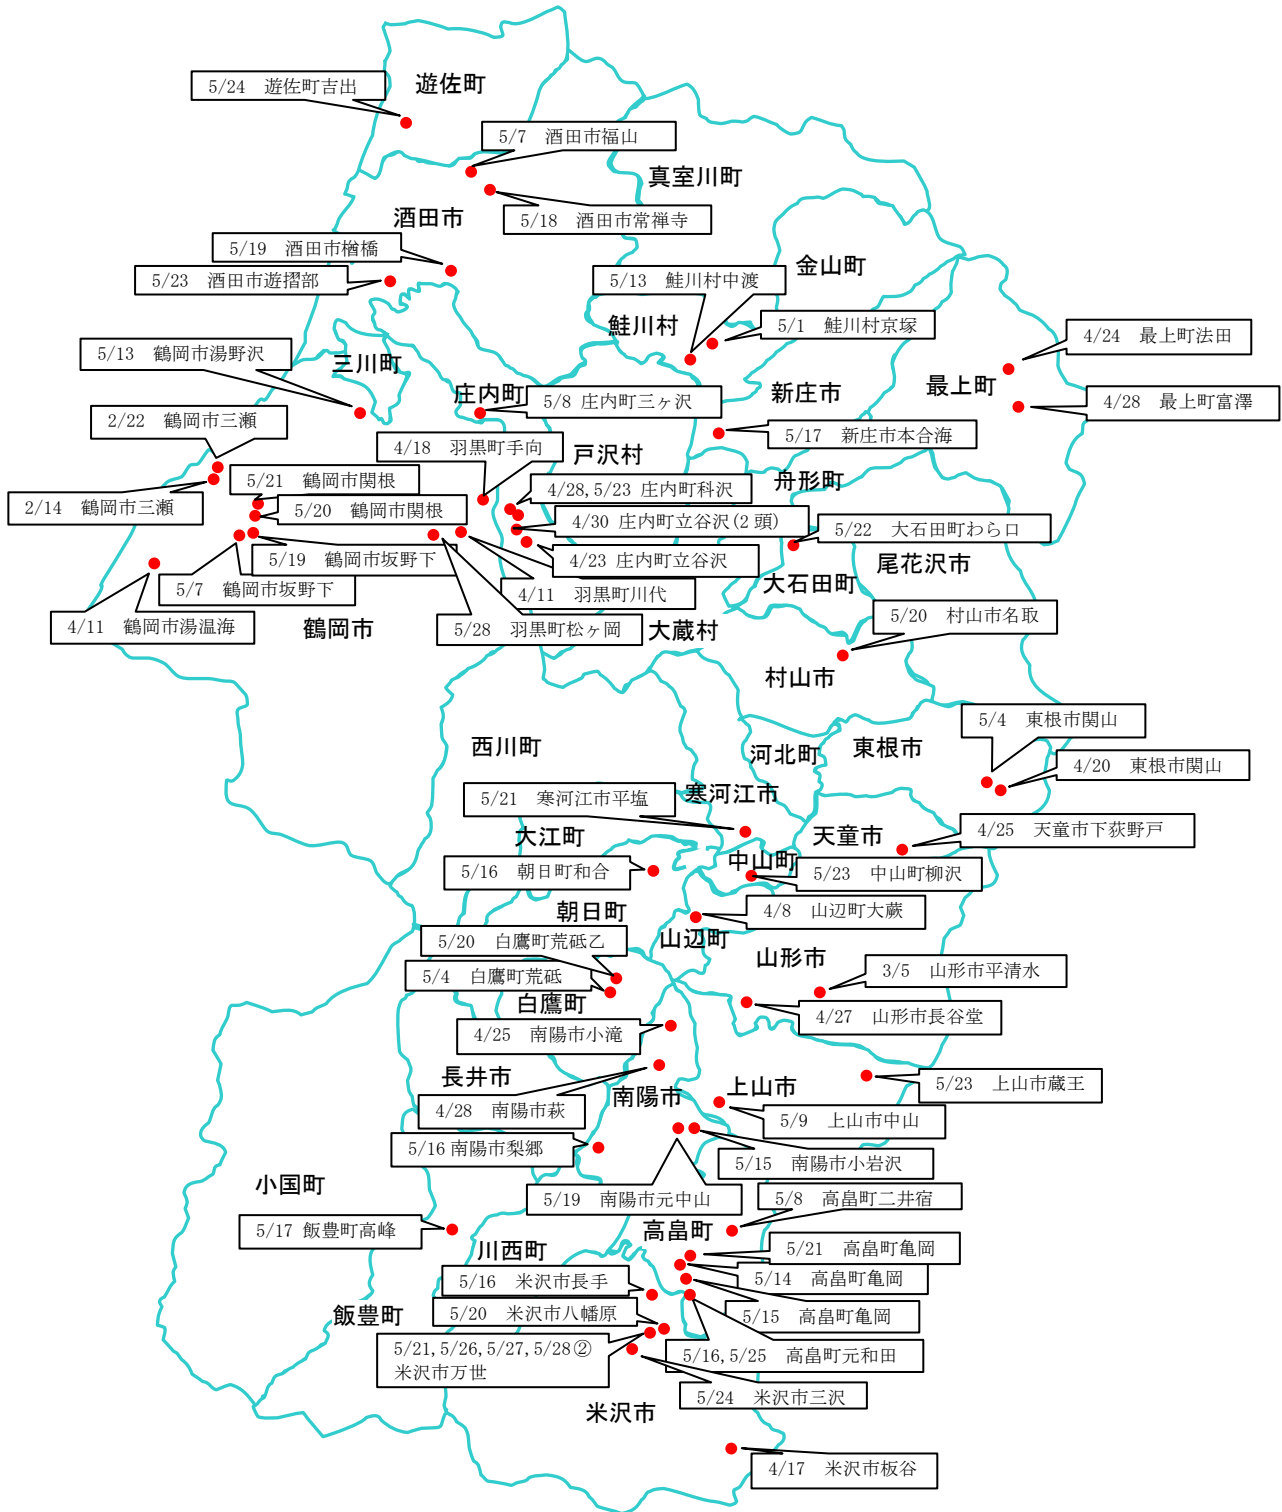 遊佐町
5/24　遊佐町吉出
5/7　酒田市福山
真室川町
5/18　酒田市常禅寺
酒田市
5/19　酒田市楢橋
金山町
5/23　酒田市遊摺部
5/13　鮭川村中渡
鮭川村
5/1　鮭川村京塚
4/24　最上町法田
5/13　鶴岡市湯野沢
三川町
庄内町
新庄市
最上町
5/8 庄内町三ヶ沢
4/28　最上町富澤
2/22　鶴岡市三瀬
4/18　羽黒町手向
5/17　新庄市本合海
戸沢村
5/21　鶴岡市関根
4/28,5/23 庄内町科沢
舟形町
2/14　鶴岡市三瀬
5/20　鶴岡市関根
4/30 庄内町立谷沢(2頭)
5/22　大石田町わら口
5/19　鶴岡市坂野下
4/23 庄内町立谷沢
尾花沢市
大石田町
5/7　鶴岡市坂野下
4/11　羽黒町川代
4/11　鶴岡市湯温海
鶴岡市
5/28　羽黒町松ヶ岡
大蔵村
5/20　村山市名取
村山市
5/4　東根市関山
西川町
河北町
東根市
4/20　東根市関山
5/21　寒河江市平塩
寒河江市
大江町
天童市
4/25　天童市下荻野戸
中山町
5/16　朝日町和合
5/23　中山町柳沢
朝日町
4/8　山辺町大蕨
山辺町
5/20　白鷹町荒砥乙
山形市
5/4　白鷹町荒砥
3/5　山形市平清水
白鷹町
4/27　山形市長谷堂
4/25　南陽市小滝
長井市
南陽市
上山市
5/23　上山市蔵王
4/28　南陽市萩
5/9　上山市中山
5/16 南陽市梨郷
5/15　南陽市小岩沢
小国町
5/19　南陽市元中山
5/8　高畠町二井宿
5/17 飯豊町高峰
高畠町
川西町
5/21　高畠町亀岡
5/16　米沢市長手
5/14　高畠町亀岡
飯豊町
5/20　米沢市八幡原
5/15　高畠町亀岡
5/21,5/26,5/27,5/28②
米沢市万世
5/16,5/25　高畠町元和田
5/24　米沢市三沢
米沢市
4/17　米沢市板谷